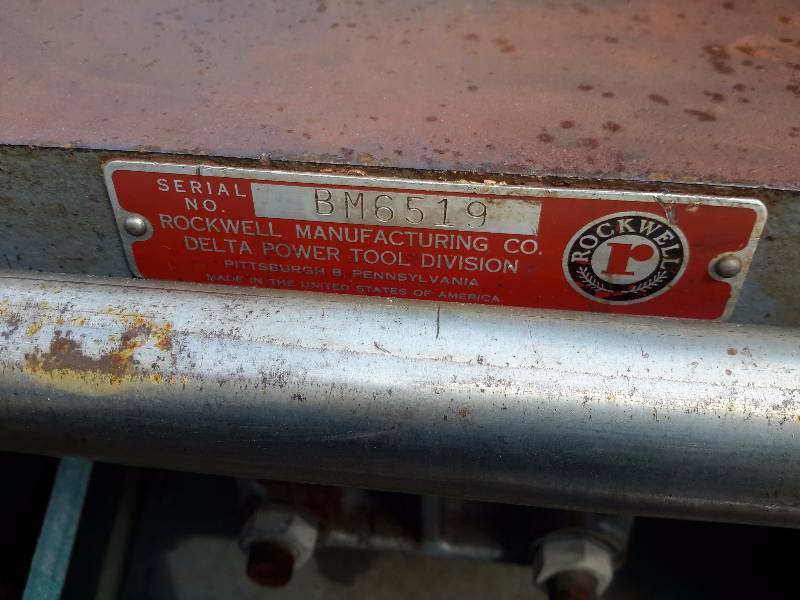 SERIAL
NO.
BM6519
ROCKWELL MANUFACTURING CO.
DELTA POWER TOOL DIVISION
PITTSBURGH 8, PENNSYLVANIA
MADE IN THE UNITED STATES OF AMERICA
ROCKWELL
r